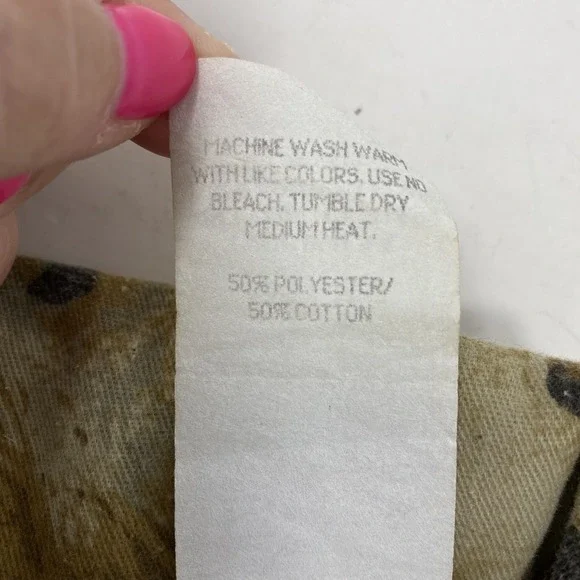 MACHINE WASH WARM
WITH LIKE COLORS. USE NO
BLEACH. TUMBLE DRY
MEDIUM HEAT.
50% POLYESTER/
50% COTTON